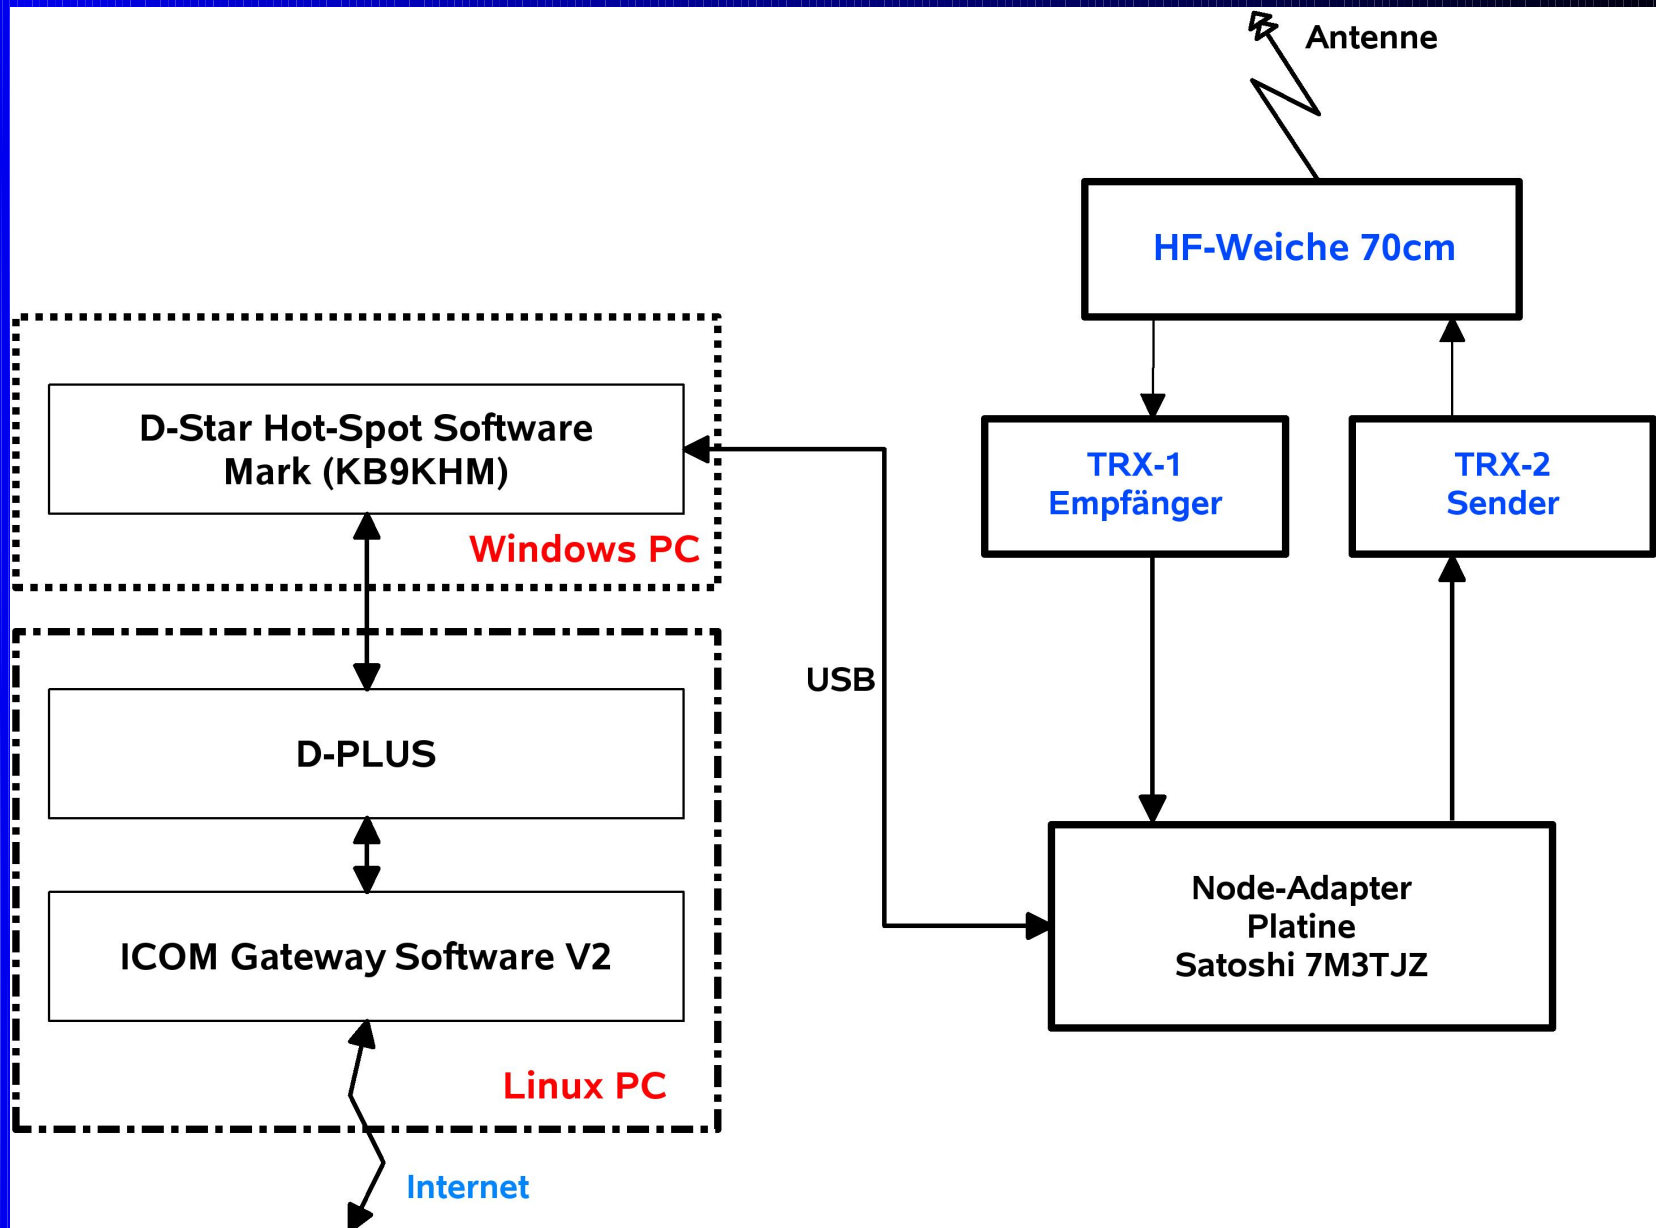 Antenne
HF-Weiche 70cm
D-Star Hot-Spot Software
Mark (KB9KHM)
Windows PC
TRX-1
Empfänger
TRX-2
Sender
USB
D-PLUS
Node-Adapter
Platine
Satoshi 7M3TJZ
ICOM Gateway Software V2
Linux PC
Internet